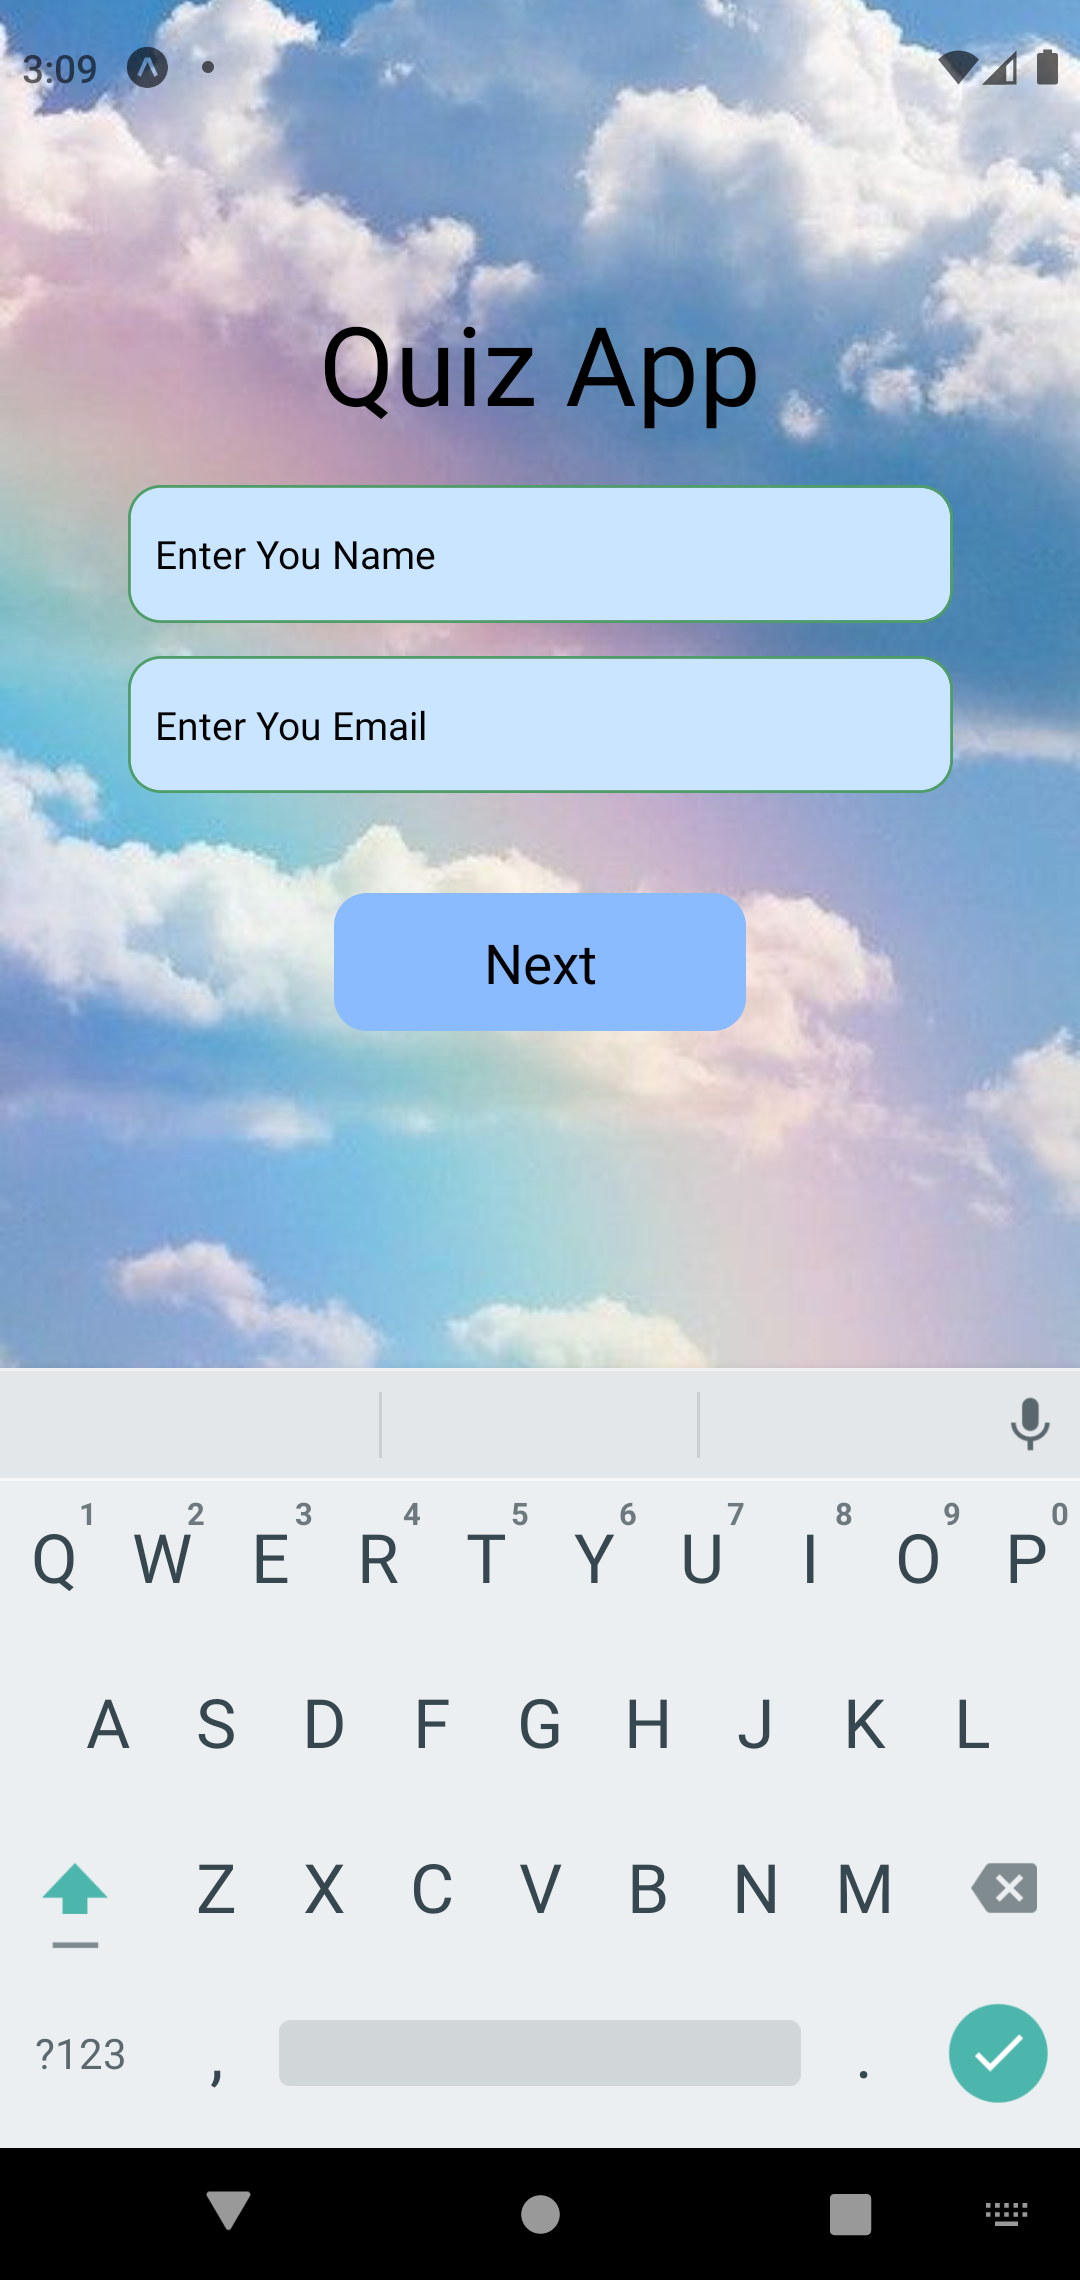 3:09
Quiz App
Enter You Name
Enter You Email
Next
1 2 3 4 5 6 7 8 9 0
Q W E R T Y U I O P
A S D F G H J K L
Z X C V B N M
?123 , .